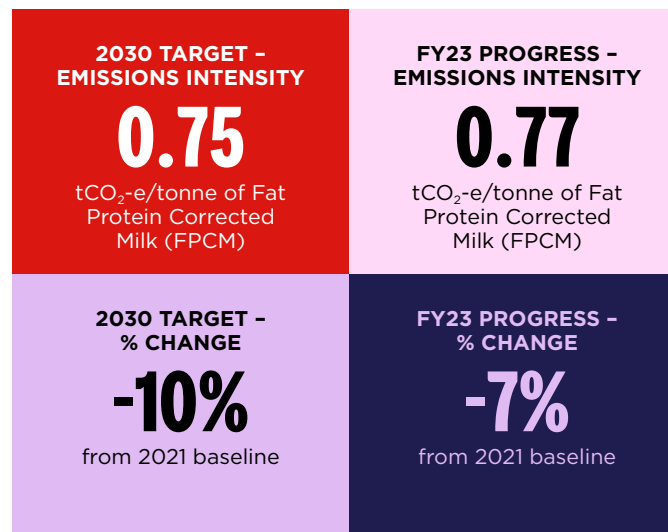 2030 TARGET –
EMISSIONS INTENSITY
0.75
tCO₂-e/tonne of Fat
Protein Corrected
Milk (FPCM)
FY23 PROGRESS –
EMISSIONS INTENSITY
0.77
tCO₂-e/tonne of Fat
Protein Corrected
Milk (FPCM)
2030 TARGET –
% CHANGE
-10%
from 2021 baseline
FY23 PROGRESS –
% CHANGE
-7%
from 2021 baseline